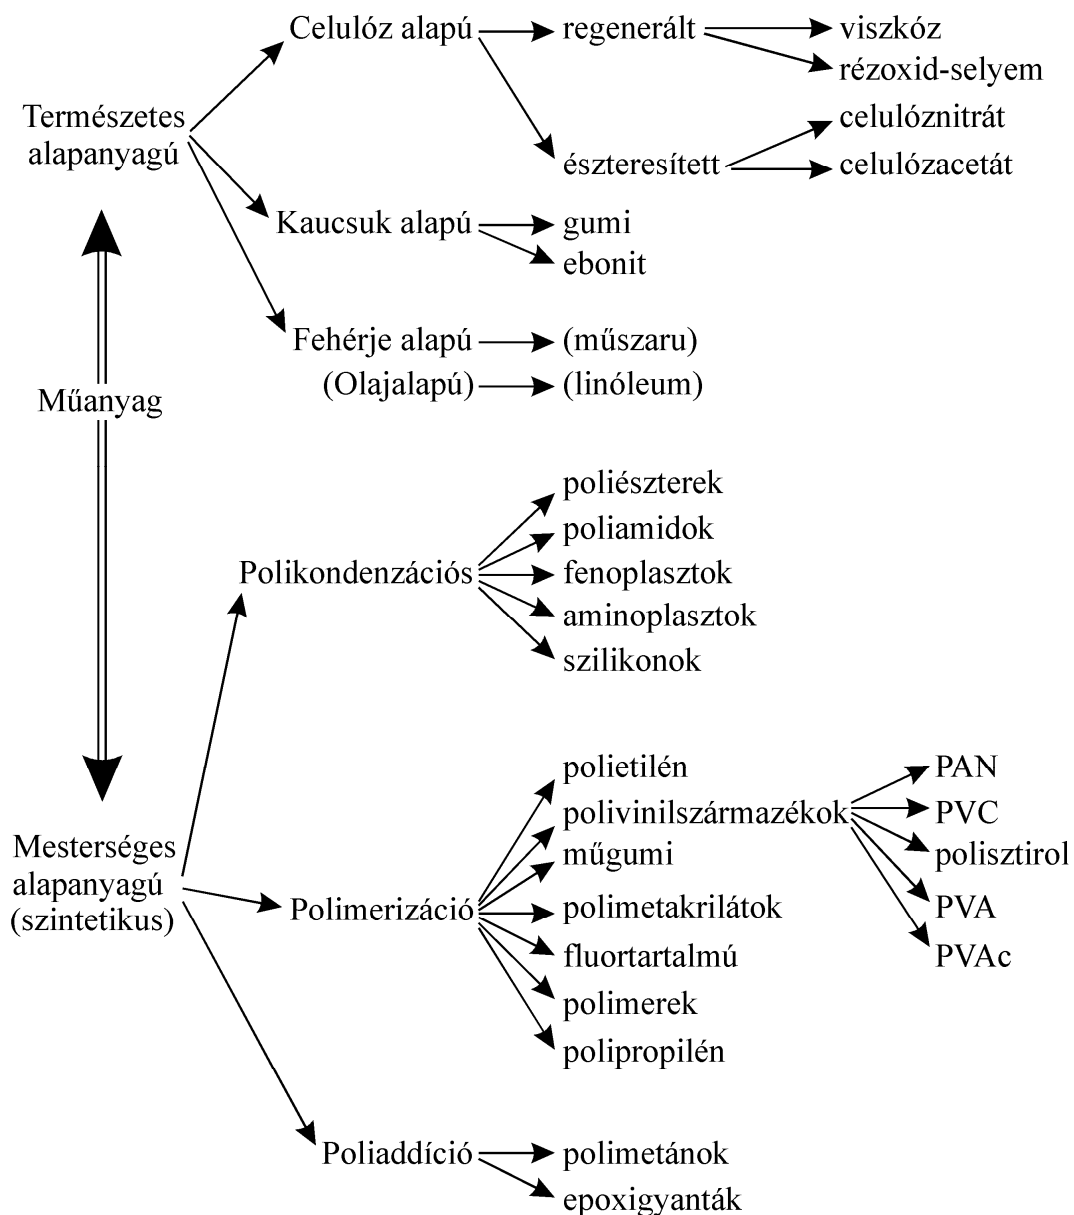 Celulóz alapú
regenerált
viszkóz
rézoxid-selyem
Természetes
alapanyagú
celulóznitrát
észteresített
celulózacetát
Kaucsuk alapú
gumi
ebonit
Fehérje alapú
(műszaru)
(Olajalapú)
(linóleum)
Műanyag
poliészterek
poliamidok
Polikondenzációs
fenoplasztok
aminoplasztok
szilikonok
polietilén
PAN
polivinilszármazékok
PVC
Mesterséges
alapanyagú
(szintetikus)
műgumi
polisztirol
Polimerizáció
polimetakrilátok
PVA
fluortartalmú
PVAc
polimerek
polipropilén
Poliaddíció
polimetánok
epoxigyanták